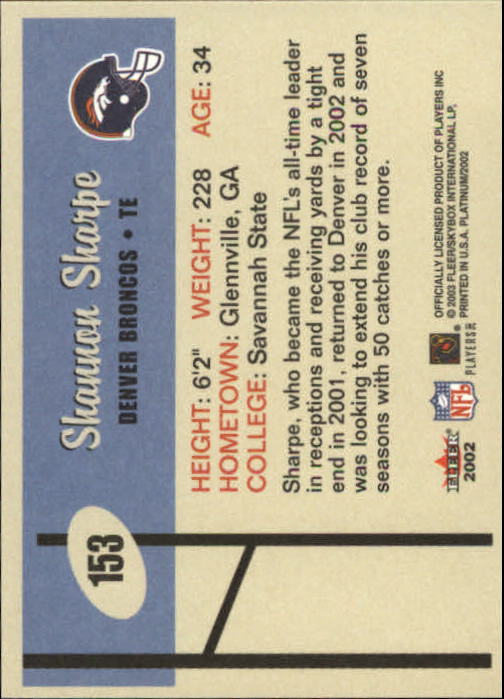 153
Shannon Sharpe
DENVER BRONCOS • TE
HEIGHT: 6'2" WEIGHT: 228 AGE: 34
HOMETOWN: Glennville, GA
COLLEGE: Savannah State
Sharpe, who became the NFL's all-time leader
in receptions and receiving yards by a tight
end in 2001, returned to Denver in 2002 and
was looking to extend his club record of seven
seasons with 50 catches or more.
FLEER
2002
NFL
PLAYERS
OFFICIALLY LICENSED PRODUCT OF PLAYERS INC
© 2003 FLEER/SKYBOX INTERNATIONAL LP.
PRINTED IN U.S.A. PLATINUM/2002